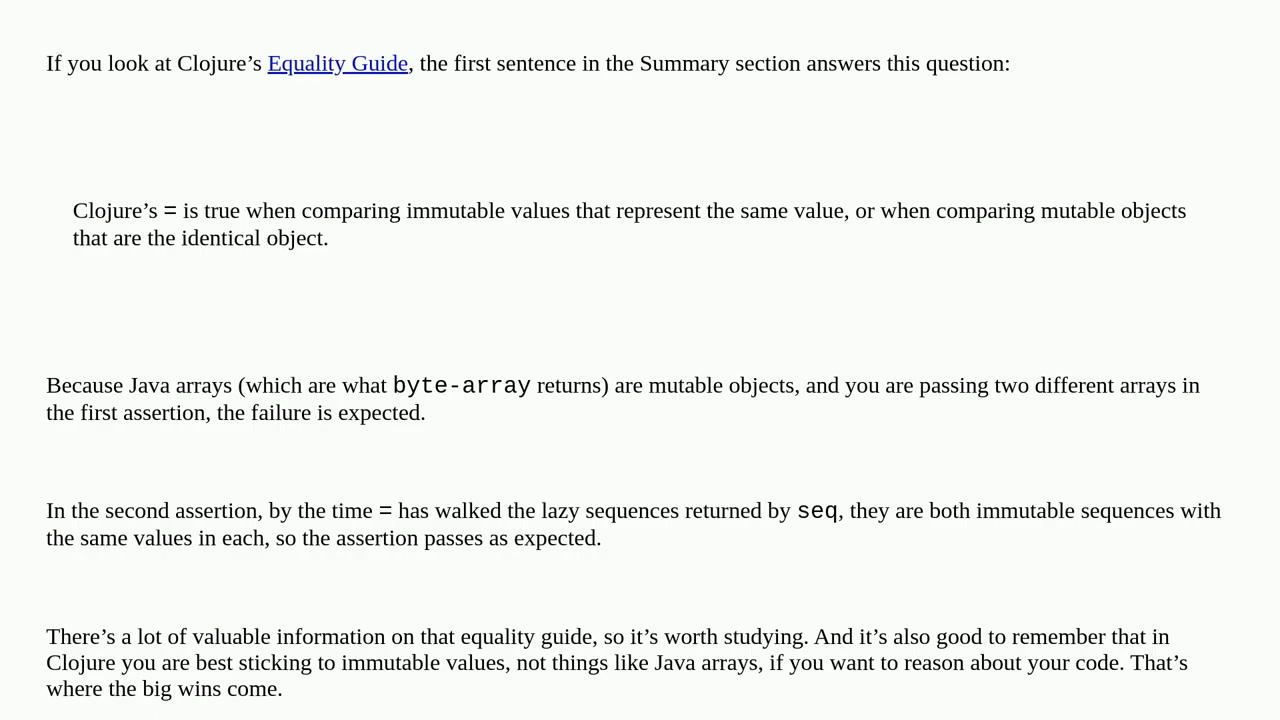 If you look at Clojure’s Equality Guide, the first sentence in the Summary section answers this question:
Clojure’s = is true when comparing immutable values that represent the same value, or when comparing mutable objects
that are the identical object.
Because Java arrays (which are what byte-array returns) are mutable objects, and you are passing two different arrays in
the first assertion, the failure is expected.
In the second assertion, by the time = has walked the lazy sequences returned by seq, they are both immutable sequences with
the same values in each, so the assertion passes as expected.
There’s a lot of valuable information on that equality guide, so it’s worth studying. And it’s also good to remember that in
Clojure you are best sticking to immutable values, not things like Java arrays, if you want to reason about your code. That’s
where the big wins come.